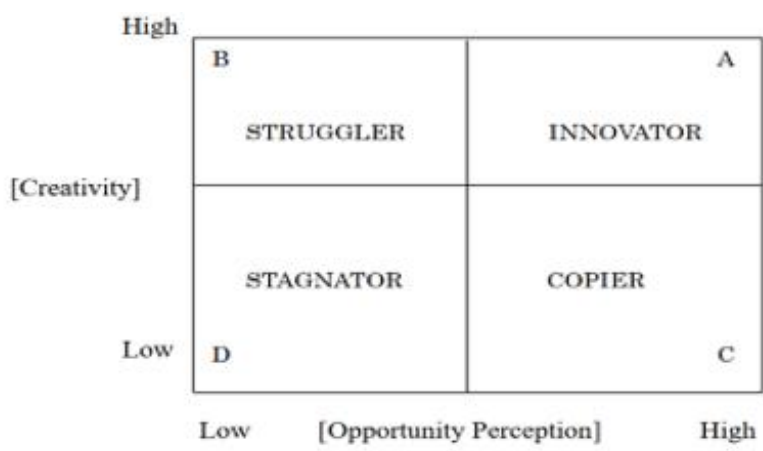 High
B
A
STRUGGLER
INNOVATOR
[Creativity]
STAGNATOR
COPIER
Low
D
C
Low [Opportunity Perception] High